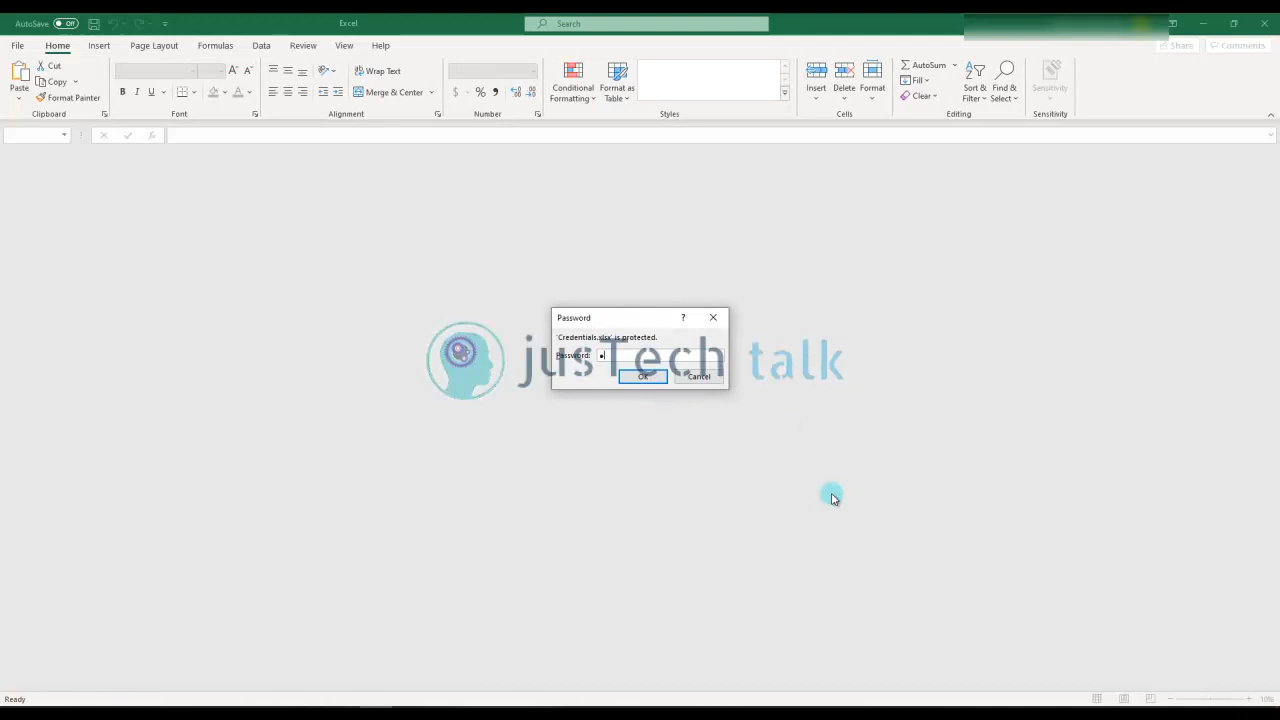 AutoSave Off Excel Search
File Home Insert Page Layout Formulas Data Review View Help Share Comments
Cut
Copy
Format Painter
Paste
Clipboard
Font
Wrap Text
Merge & Center
Alignment
$ % ,
Number
Conditional Formatting
Format as Table
Styles
Insert Delete Format
Cells
AutoSum
Fill
Clear
Sort & Filter
Find & Select
Editing
Sensitivity
Sensitivity
Password ?
'Credentials.xlsx' is protected.
Password:
OK Cancel
jusTech talk
Ready 10%